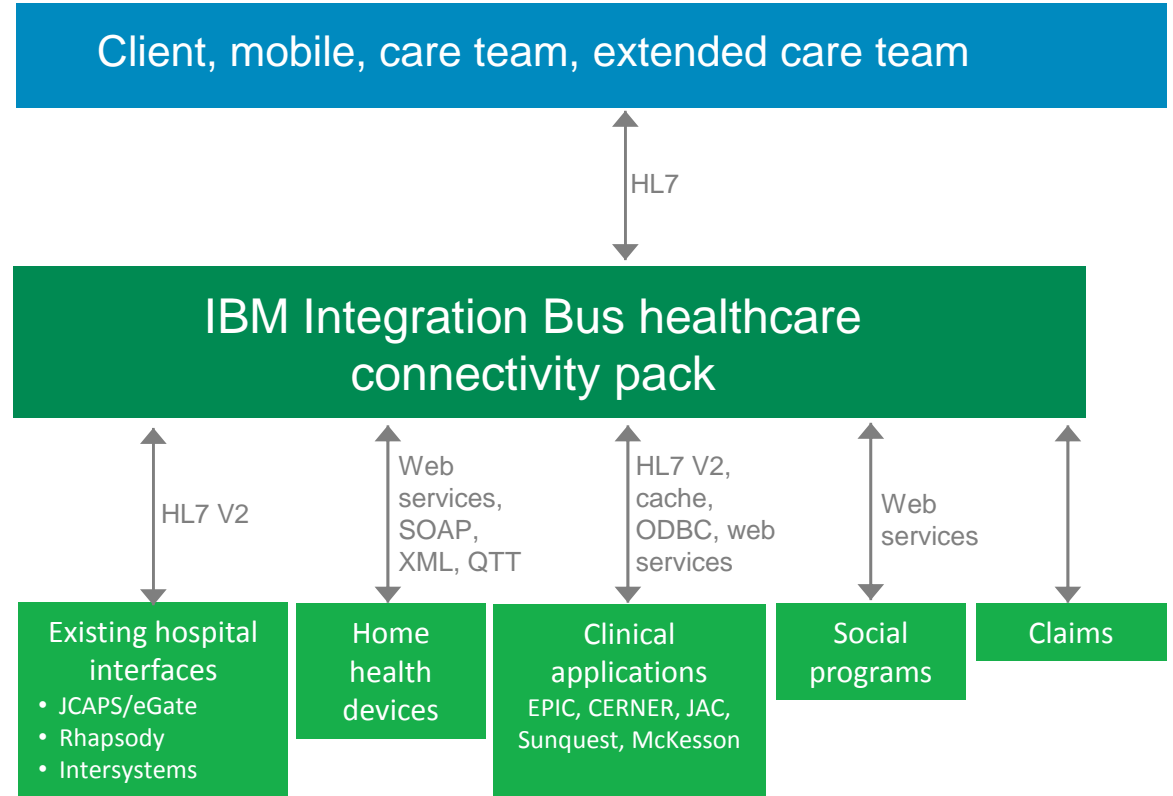 Client, mobile, care team, extended care team
HL7
IBM Integration Bus healthcare
connectivity pack
HL7 V2
Web
services,
SOAP,
XML, QTT
HL7 V2,
cache,
ODBC, web
services
Web
services
Existing hospital
interfaces
• JCAPS/eGate
• Rhapsody
• Intersystems
Home
health
devices
Clinical
applications
EPIC, CERNER, JAC,
Sunquest, McKesson
Social
programs
Claims